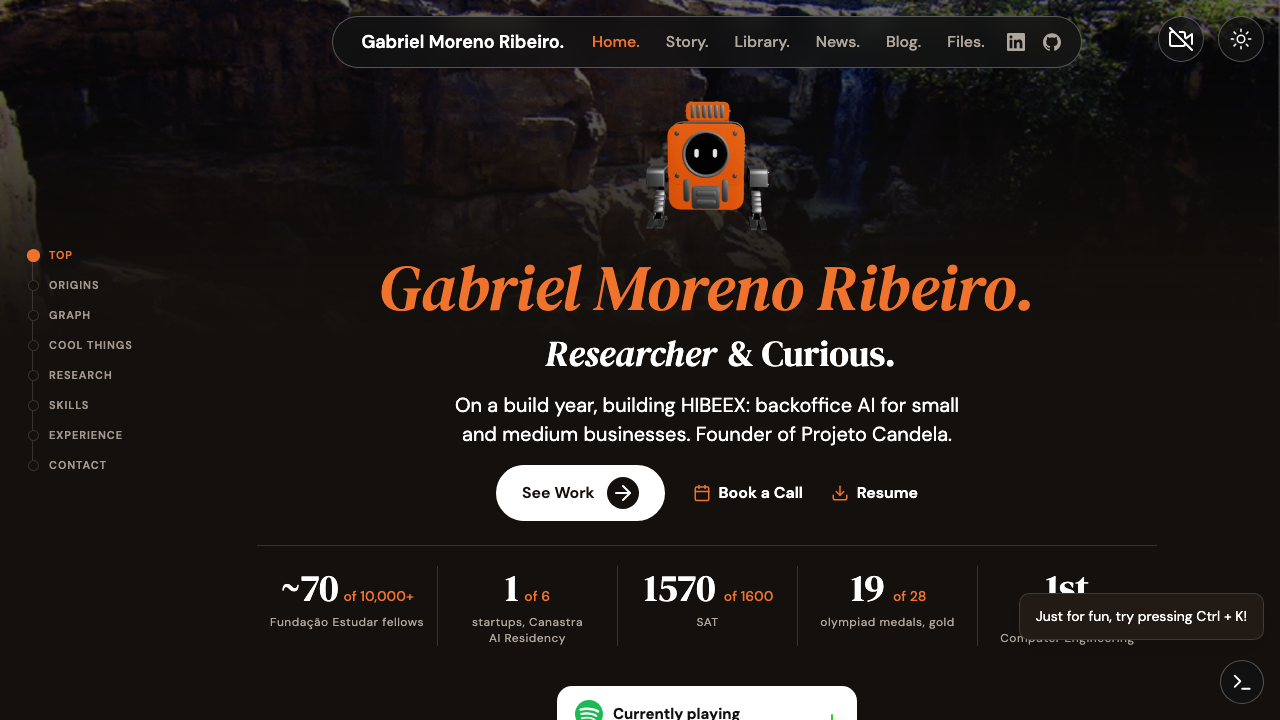 Gabriel Moreno Ribeiro.
Home.
Story.
Library.
News.
Blog.
Files.
TOP
ORIGINS
GRAPH
COOL THINGS
RESEARCH
SKILLS
EXPERIENCE
CONTACT
Gabriel Moreno Ribeiro.
Researcher & Curious.
On a build year, building HIBEEX: backoffice AI for small
and medium businesses. Founder of Projeto Candela.
See Work
Book a Call
Resume
~70 of 10,000+
Fundação Estudar fellows
1 of 6
startups, Canastra
AI Residency
1570 of 1600
SAT
19 of 28
olympiad medals, gold
1st
Computer Engineering
Just for fun, try pressing Ctrl + K!
Currently playing